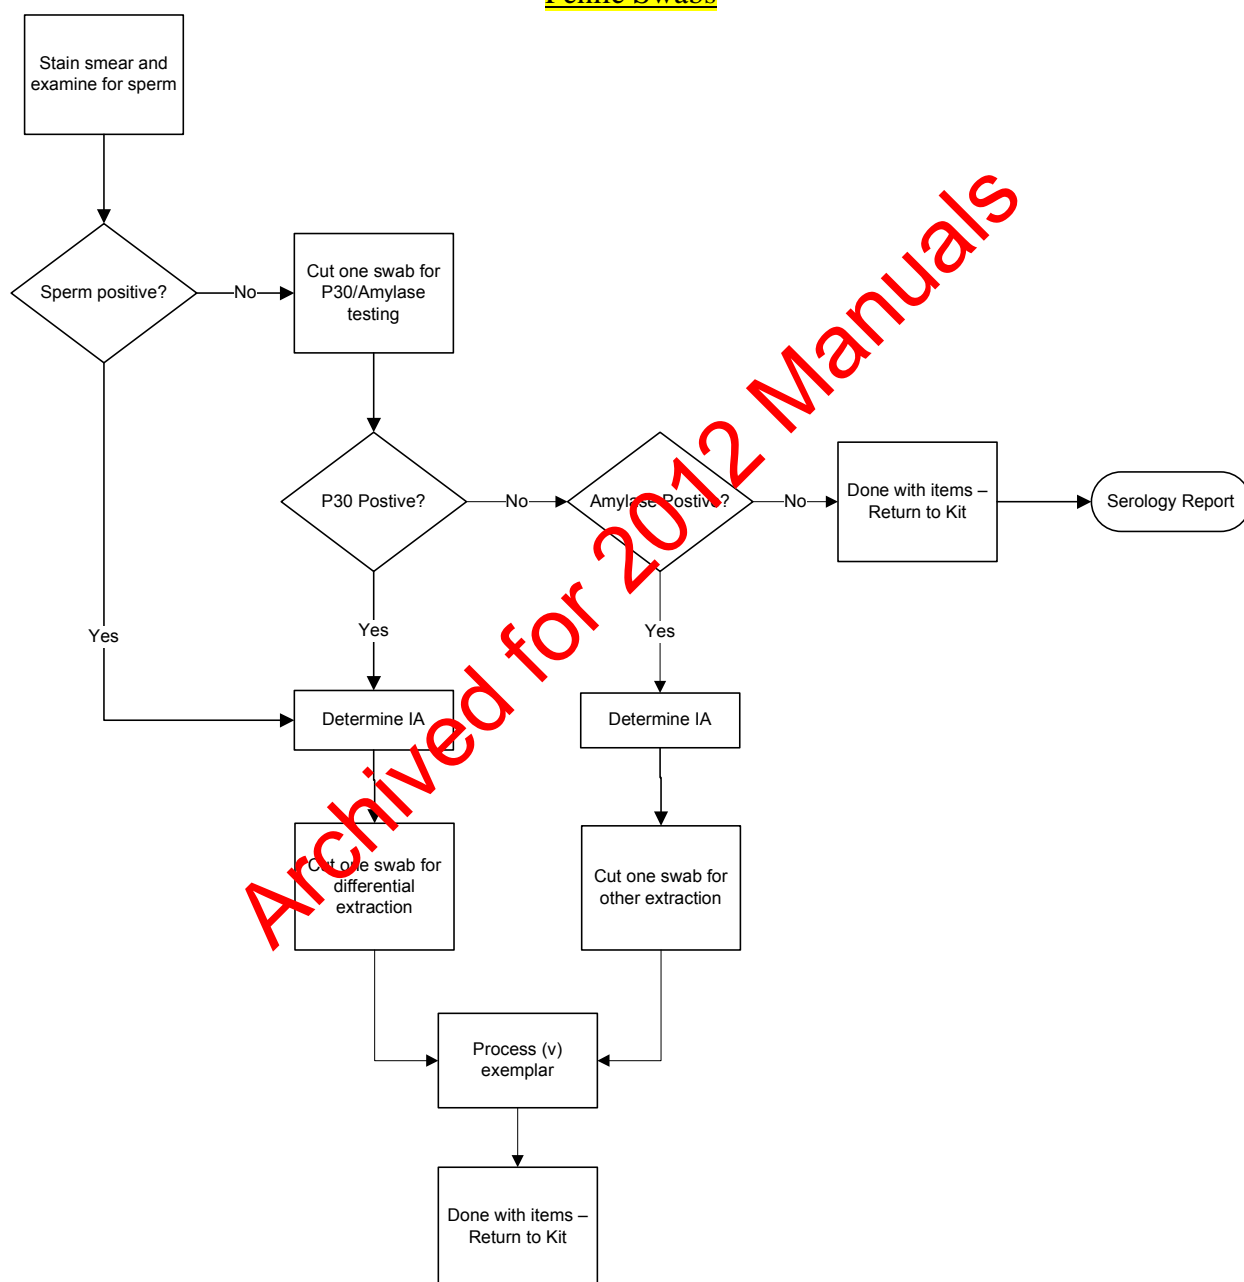 Penile Swabs
Stain smear and
examine for sperm
Sperm positive?
No
Cut one swab for
P30/Amylase
testing
P30 Postive?
No
Amylase Postive?
No
Done with items –
Return to Kit
Serology Report
Yes
Yes
Yes
Determine IA
Determine IA
Cut one swab for
differential
extraction
Cut one swab for
other extraction
Process (v)
exemplar
Done with items –
Return to Kit
Archived for 2012 Manuals